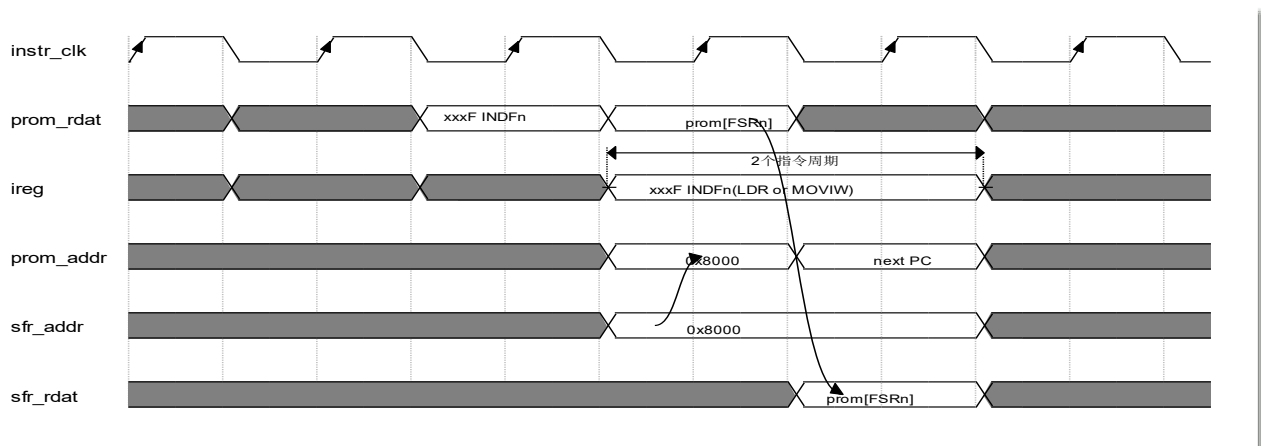 instr_clk
prom_rdat
xxxF INDFn
prom[FSRn]
2个指令周期
ireg
xxxF INDFn(LDR or MOVIW)
prom_addr
0x8000
next PC
sfr_addr
0x8000
sfr_rdat
prom[FSRn]